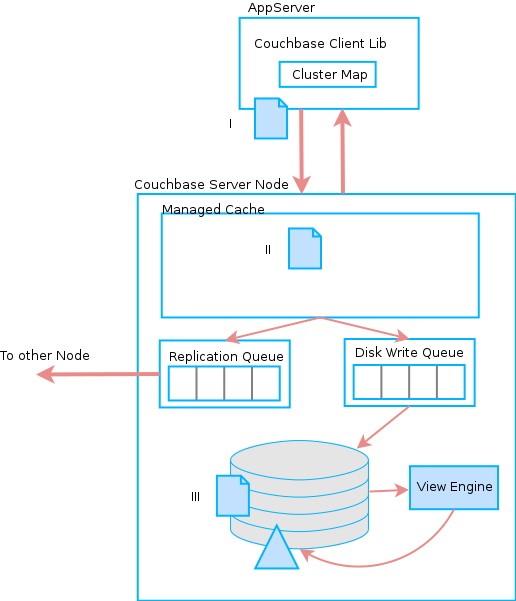 AppServer
Couchbase Client Lib
Cluster Map
I
Couchbase Server Node
Managed Cache
II
To other Node
Replication Queue
Disk Write Queue
III
View Engine